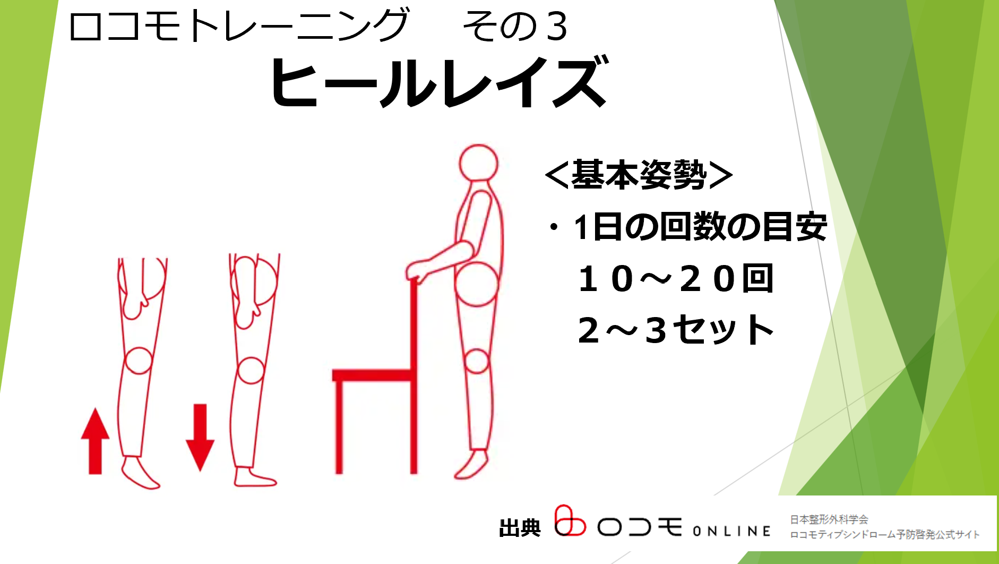 ロコモトレーニング　その３
ヒールレイズ
＜基本姿勢＞
・1日の回数の目安
１０～２０回
２～３セット
出典 ロコモ ONLINE
日本整形外科学会
ロコモティブシンドローム予防啓発公式サイト